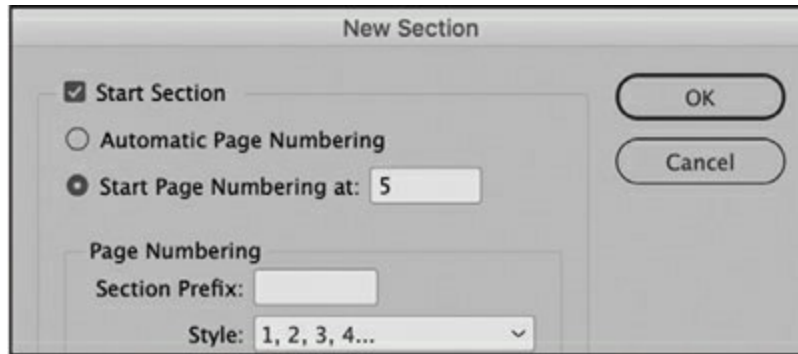 New Section
Start Section
OK
Automatic Page Numbering
Cancel
Start Page Numbering at: 5
Page Numbering
Section Prefix:
Style: 1, 2, 3, 4...